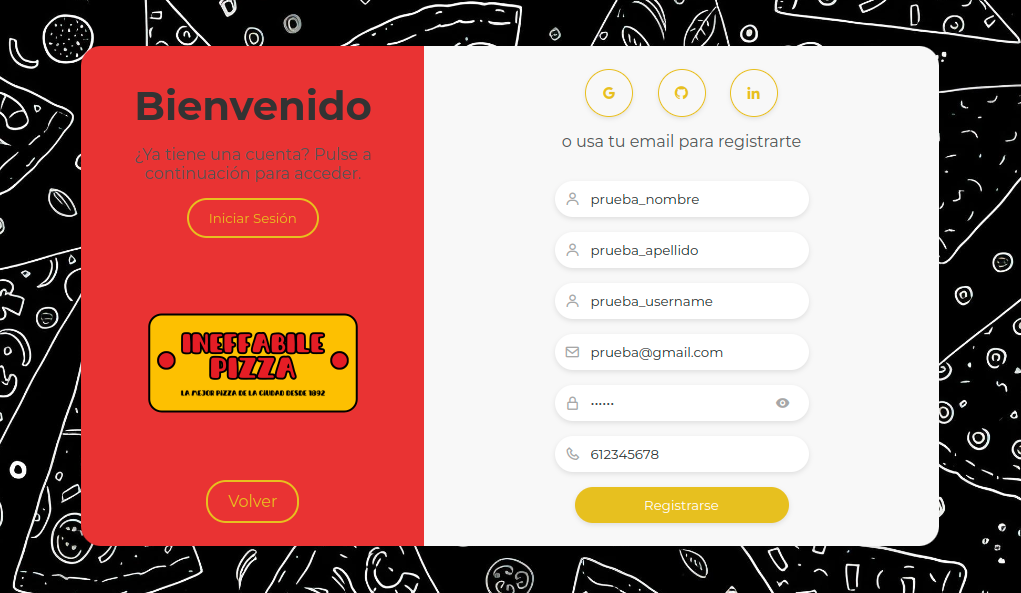 Bienvenido
¿Ya tiene una cuenta? Pulse a
continuación para acceder.
Iniciar Sesión
INEFFABILE
PIZZA
LA MEJOR PIZZA DE LA CIUDAD DESDE 1892
Volver
G
in
o usa tu email para registrarte
prueba_nombre
prueba_apellido
prueba_username
prueba@gmail.com
••••••
612345678
Registrarse